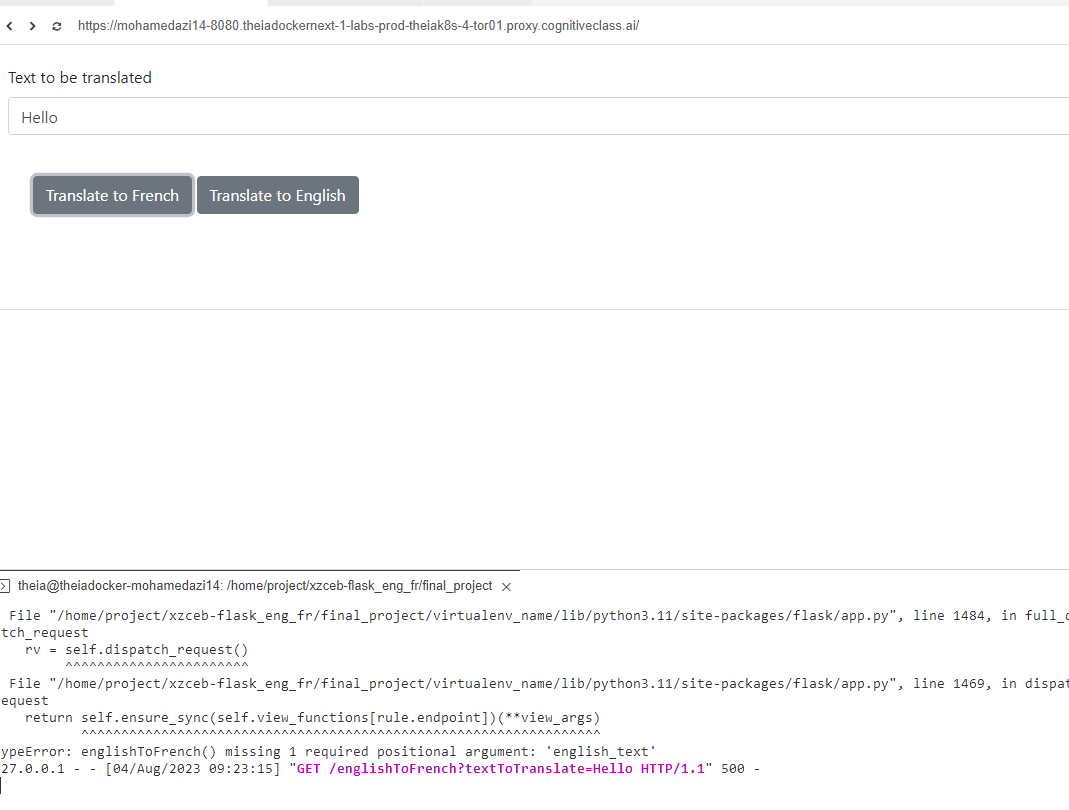 https://mohamedazi14-8080.theiadockernext-1-labs-prod-theiak8s-4-tor01.proxy.cognitiveclass.ai/
Text to be translated
Hello
Translate to French Translate to English
theia@theiadocker-mohamedazi14: /home/project/xzceb-flask_eng_fr/final_project
File "/home/project/xzceb-flask_eng_fr/final_project/virtualenv_name/lib/python3.11/site-packages/flask/app.py", line 1484, in full_d
tch_request
rv = self.dispatch_request()
^^^^^^^^^^^^^^^^^^^^^^^
File "/home/project/xzceb-flask_eng_fr/final_project/virtualenv_name/lib/python3.11/site-packages/flask/app.py", line 1469, in dispat
equest
return self.ensure_sync(self.view_functions[rule.endpoint])(**view_args)
^^^^^^^^^^^^^^^^^^^^^^^^^^^^^^^^^^^^^^^^^^^^^^^^^^^^^^^^^^^^^^^^^
ypeError: englishToFrench() missing 1 required positional argument: 'english_text'
27.0.0.1 - - [04/Aug/2023 09:23:15] "GET /englishToFrench?textToTranslate=Hello HTTP/1.1" 500 -